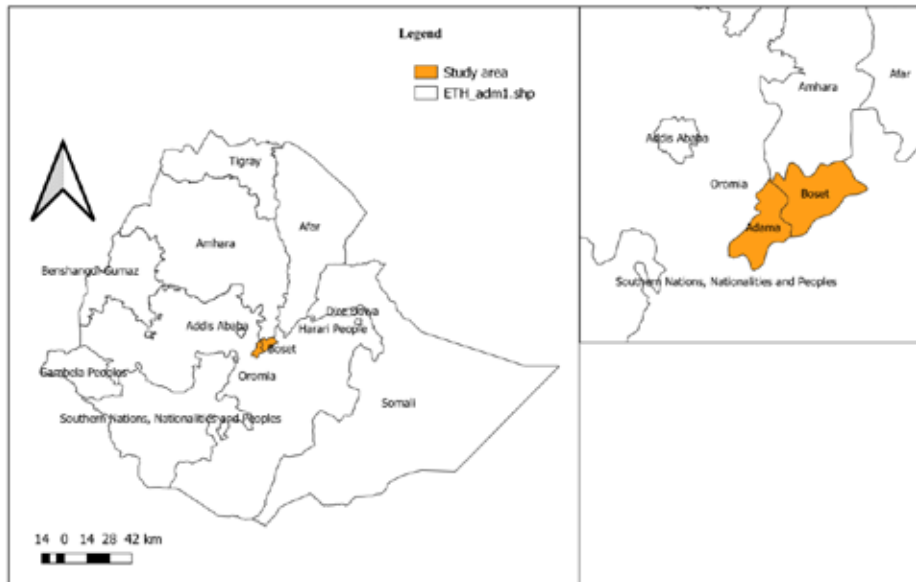 Legend
Study area
ETH_adm1.shp
Tigray
Afar
Amhara
Benshangul-Gumaz
Addis Ababa
Dire Dawa
Harari People
Boset
Gambela Peoples
Oromia
Somali
Southern Nations, Nationalities and Peoples
14 0 14 28 42 km
Afar
Amhara
Addis Ababa
Oromia
Boset
Adama
Southern Nations, Nationalities and Peoples